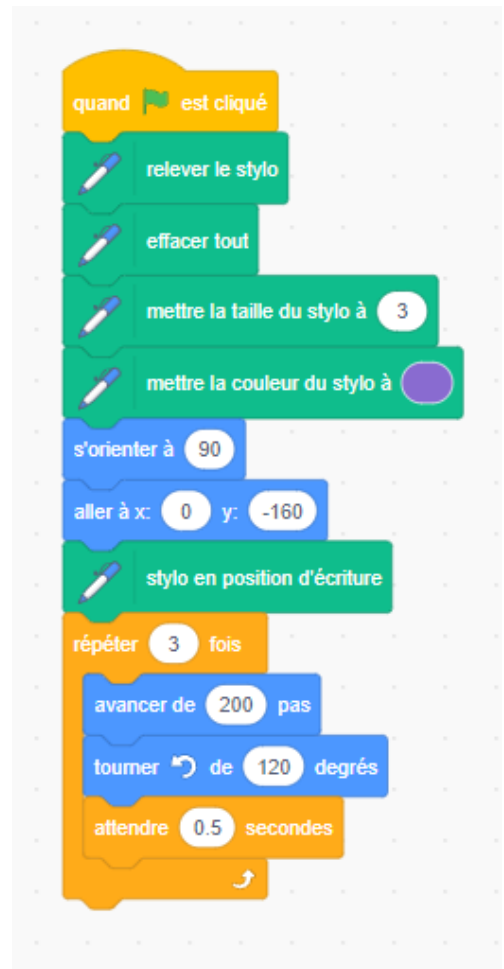 quand est cliqué
relever le stylo
effacer tout
mettre la taille du stylo à 3
mettre la couleur du stylo à
s'orienter à 90
aller à x: 0 y: -160
stylo en position d'écriture
répéter 3 fois
avancer de 200 pas
tourner de 120 degrés
attendre 0.5 secondes